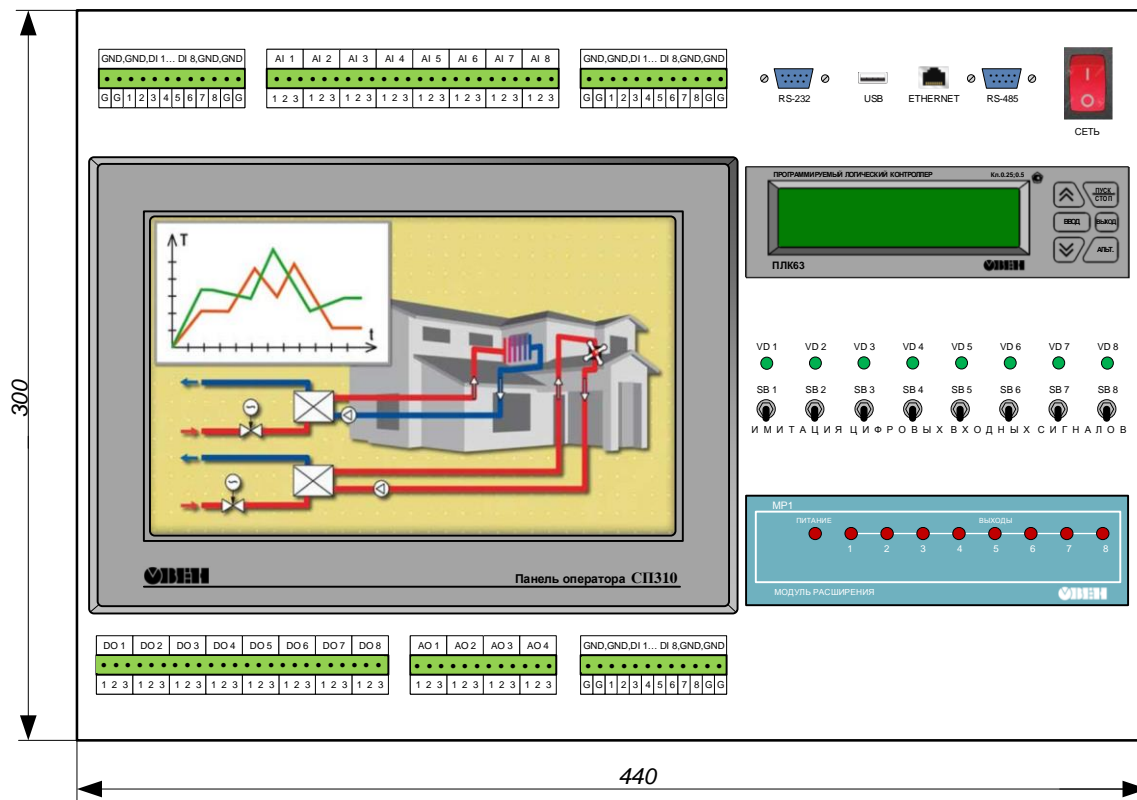 GND,GND,DI 1... DI 8,GND,GND
G G 1 2 3 4 5 6 7 8 G G
AI 1 AI 2 AI 3 AI 4 AI 5 AI 6 AI 7 AI 8
1 2 3 1 2 3 1 2 3 1 2 3 1 2 3 1 2 3 1 2 3 1 2 3
GND,GND,DI 1... DI 8,GND,GND
G G 1 2 3 4 5 6 7 8 G G
RS-232 USB ETHERNET RS-485
I
O
СЕТЬ
300
T
t
ОВЕН
Панель оператора СП310
ПРОГРАММИРУЕМЫЙ ЛОГИЧЕСКИЙ КОНТРОЛЛЕР Кл.0.25;0.5
ПЛК63 ОВЕН
ПУСК
СТОП
ВВОД ВЫХОД
АЛЬТ.
VD 1 VD 2 VD 3 VD 4 VD 5 VD 6 VD 7 VD 8
SB 1 SB 2 SB 3 SB 4 SB 5 SB 6 SB 7 SB 8
ИМИТАЦИЯ ЦИФРОВЫХ ВХОДНЫХ СИГНАЛОВ
МР1
ПИТАНИЕ ВЫХОДЫ
1 2 3 4 5 6 7 8
МОДУЛЬ РАСШИРЕНИЯ ОВЕН
DO 1 DO 2 DO 3 DO 4 DO 5 DO 6 DO 7 DO 8
1 2 3 1 2 3 1 2 3 1 2 3 1 2 3 1 2 3 1 2 3 1 2 3
AO 1 AO 2 AO 3 AO 4
1 2 3 1 2 3 1 2 3 1 2 3
GND,GND,DI 1... DI 8,GND,GND
G G 1 2 3 4 5 6 7 8 G G
440